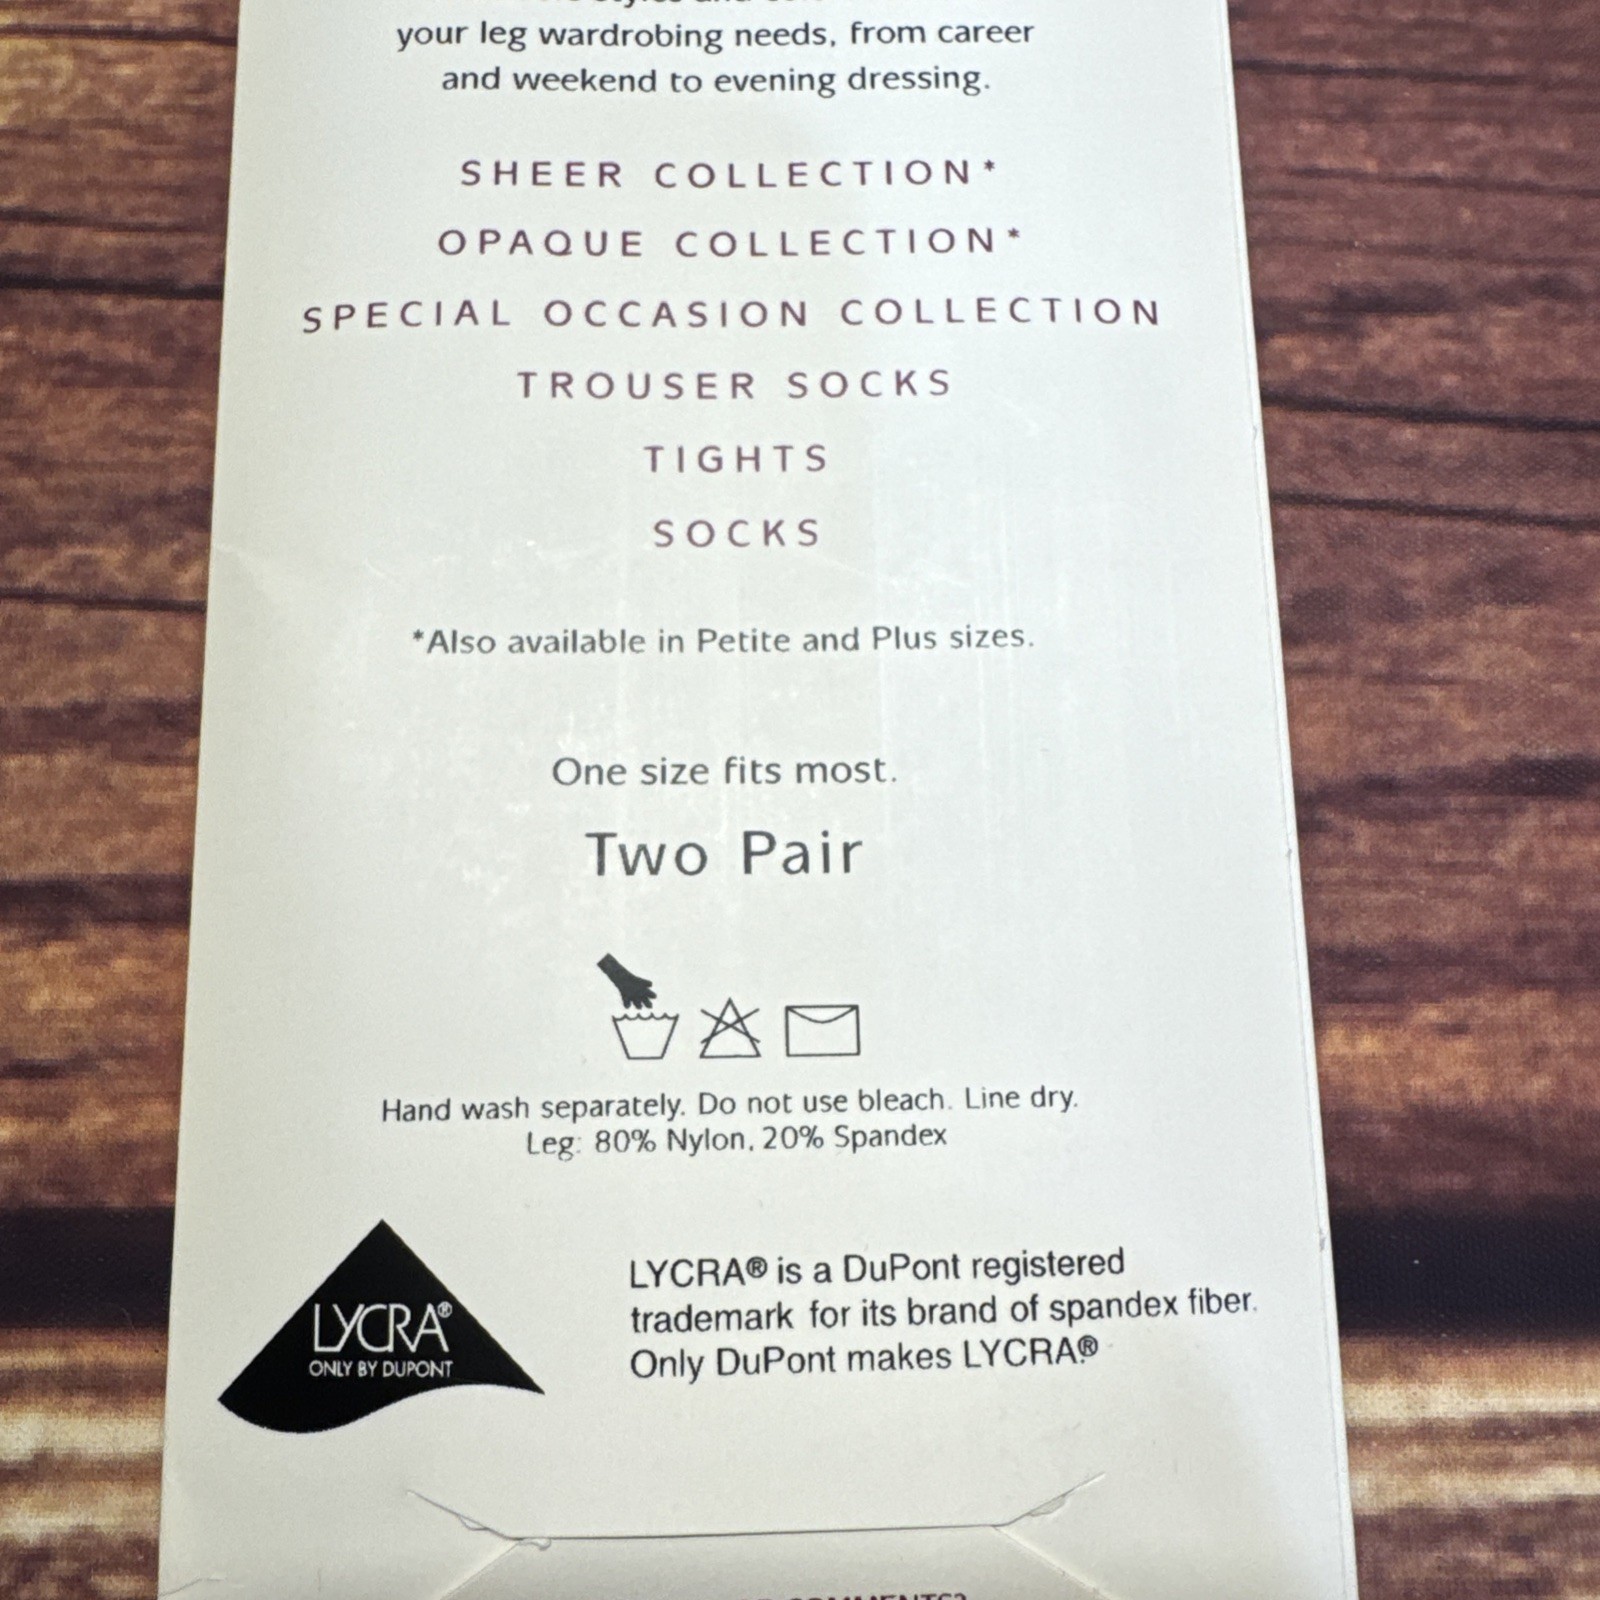 your leg wardrobing needs, from career
and weekend to evening dressing.
SHEER COLLECTION*
OPAQUE COLLECTION*
SPECIAL OCCASION COLLECTION
TROUSER SOCKS
TIGHTS
SOCKS
*Also available in Petite and Plus sizes.
One size fits most.
Two Pair
Hand wash separately. Do not use bleach. Line dry.
Leg: 80% Nylon, 20% Spandex
LYCRA®
ONLY BY DUPONT
LYCRA® is a DuPont registered
trademark for its brand of spandex fiber.
Only DuPont makes LYCRA.®